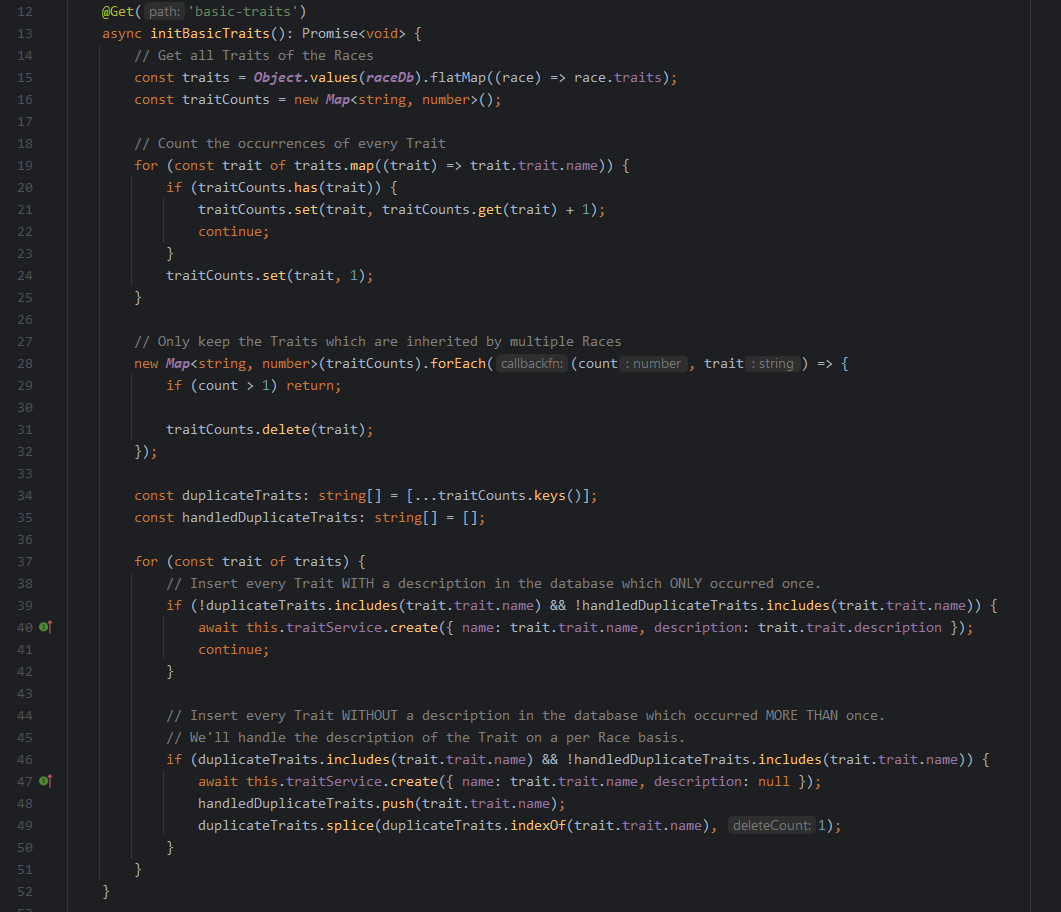 12 @Get( path: 'basic-traits')
13 async initBasicTraits(): Promise<void> {
14 // Get all Traits of the Races
15 const traits = Object.values(raceDb).flatMap((race) => race.traits);
16 const traitCounts = new Map<string, number>();
17
18 // Count the occurrences of every Trait
19 for (const trait of traits.map((trait) => trait.trait.name)) {
20 if (traitCounts.has(trait)) {
21 traitCounts.set(trait, traitCounts.get(trait) + 1);
22 continue;
23 }
24 traitCounts.set(trait, 1);
25 }
26
27 // Only keep the Traits which are inherited by multiple Races
28 new Map<string, number>(traitCounts).forEach( callbackfn: (count : number , trait : string ) => {
29 if (count > 1) return;
30
31 traitCounts.delete(trait);
32 });
33
34 const duplicateTraits: string[] = [...traitCounts.keys()];
35 const handledDuplicateTraits: string[] = [];
36
37 for (const trait of traits) {
38 // Insert every Trait WITH a description in the database which ONLY occurred once.
39 if (!duplicateTraits.includes(trait.trait.name) && !handledDuplicateTraits.includes(trait.trait.name)) {
40 await this.traitService.create({ name: trait.trait.name, description: trait.trait.description });
41 continue;
42 }
43
44 // Insert every Trait WITHOUT a description in the database which occurred MORE THAN once.
45 // We'll handle the description of the Trait on a per Race basis.
46 if (duplicateTraits.includes(trait.trait.name) && !handledDuplicateTraits.includes(trait.trait.name)) {
47 await this.traitService.create({ name: trait.trait.name, description: null });
48 handledDuplicateTraits.push(trait.trait.name);
49 duplicateTraits.splice(duplicateTraits.indexOf(trait.trait.name), deleteCount: 1);
50 }
51 }
52 }